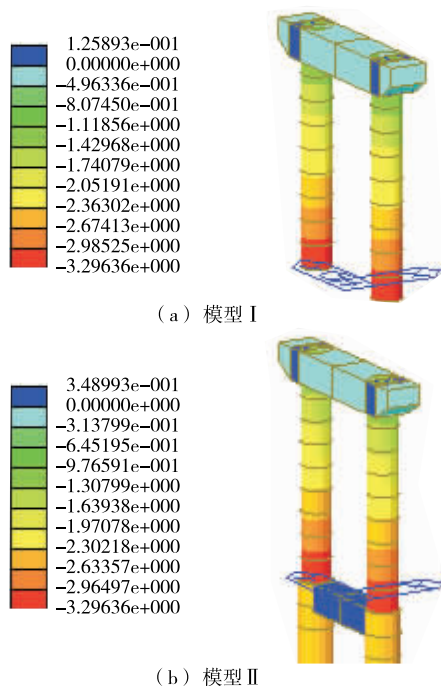 1.25893e-001
0.00000e+000
-4.96336e-001
-8.07450e-001
-1.11856e+000
-1.42968e+000
-1.74079e+000
-2.05191e+000
-2.36302e+000
-2.67413e+000
-2.98525e+000
-3.29636e+000
（a）模型Ⅰ
3.48993e-001
0.00000e+000
-3.13799e-001
-6.45195e-001
-9.76591e-001
-1.30799e+000
-1.63938e+000
-1.97078e+000
-2.30218e+000
-2.63357e+000
-2.96497e+000
-3.29636e+000
（b）模型Ⅱ